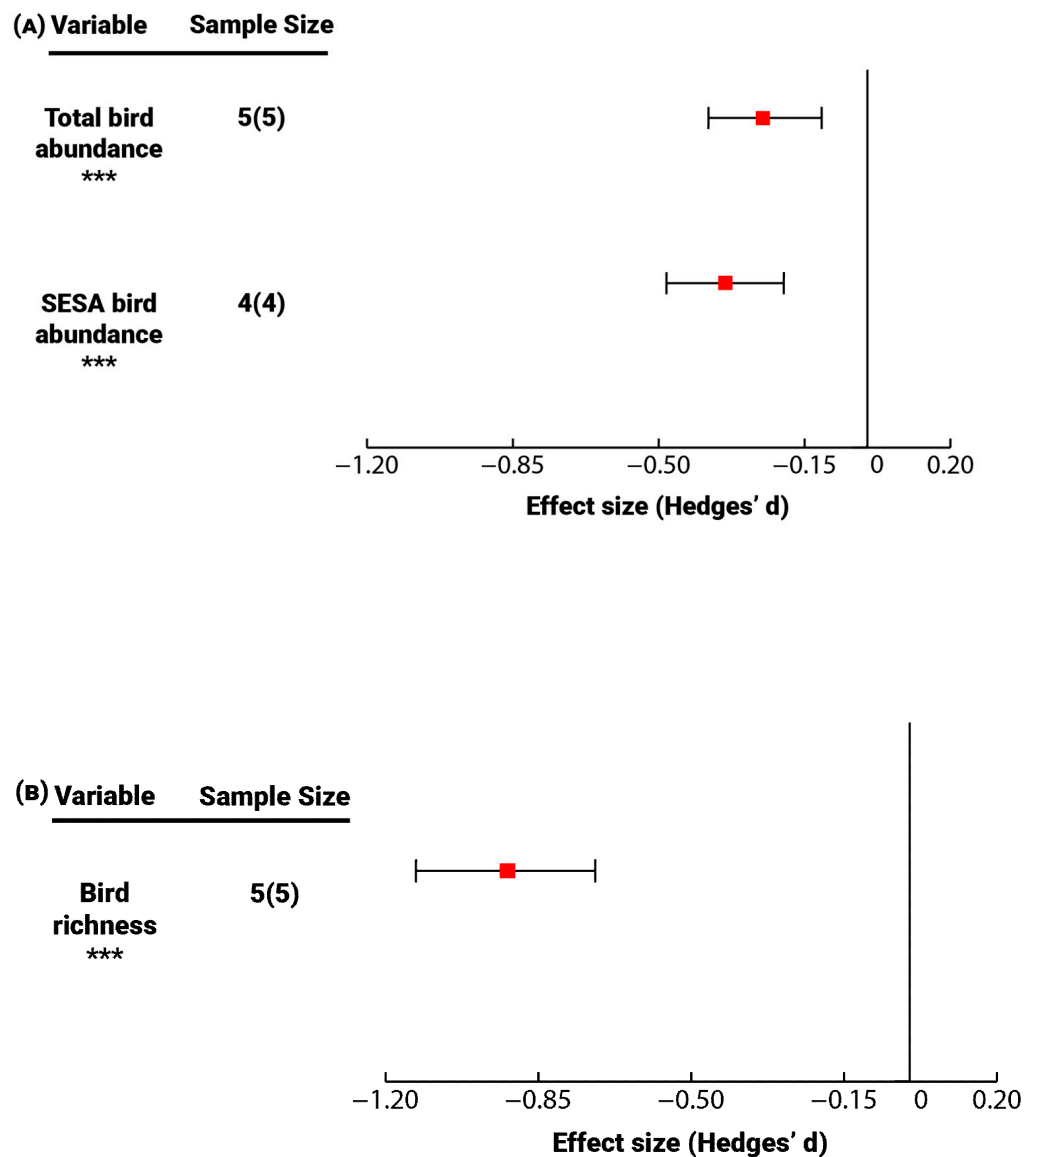 (A) Variable Sample Size
Total bird 5(5)
abundance
***
SESA bird 4(4)
abundance
***
−1.20 −0.85 −0.50 −0.15 0 0.20
Effect size (Hedges’ d)
(B) Variable Sample Size
Bird 5(5)
richness
***
−1.20 −0.85 −0.50 −0.15 0 0.20
Effect size (Hedges’ d)